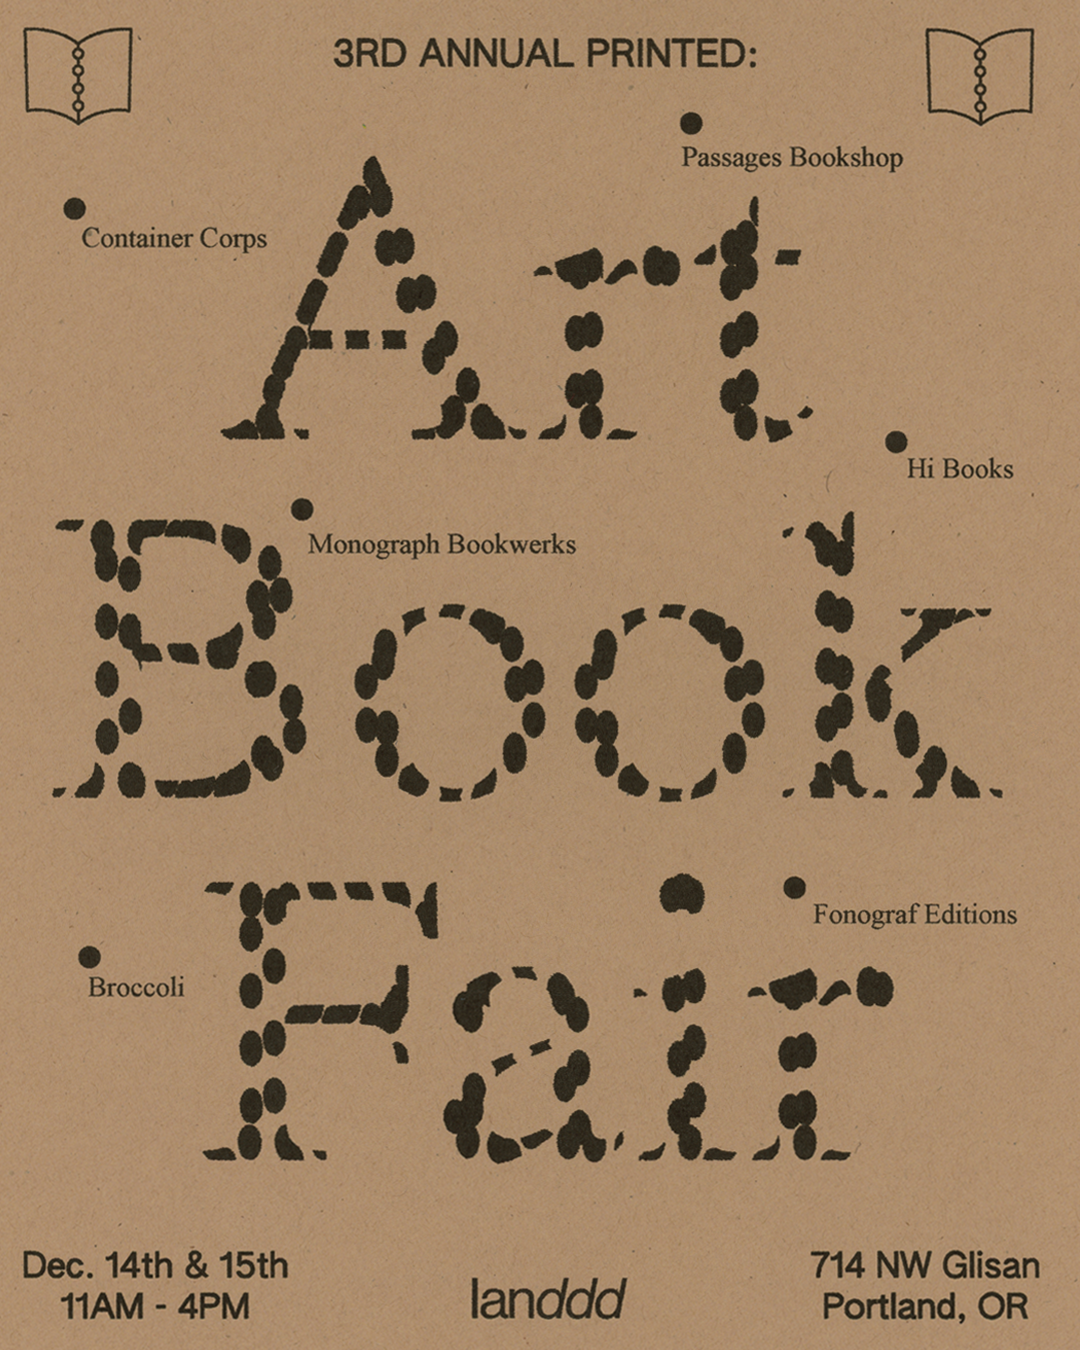 3RD ANNUAL PRINTED:
Passages Bookshop
Container Corps
Art
Hi Books
Monograph Bookwerks
Book
Fonograf Editions
Broccoli
Fair
Dec. 14th & 15th
11AM - 4PM
landdd
714 NW Glisan
Portland, OR